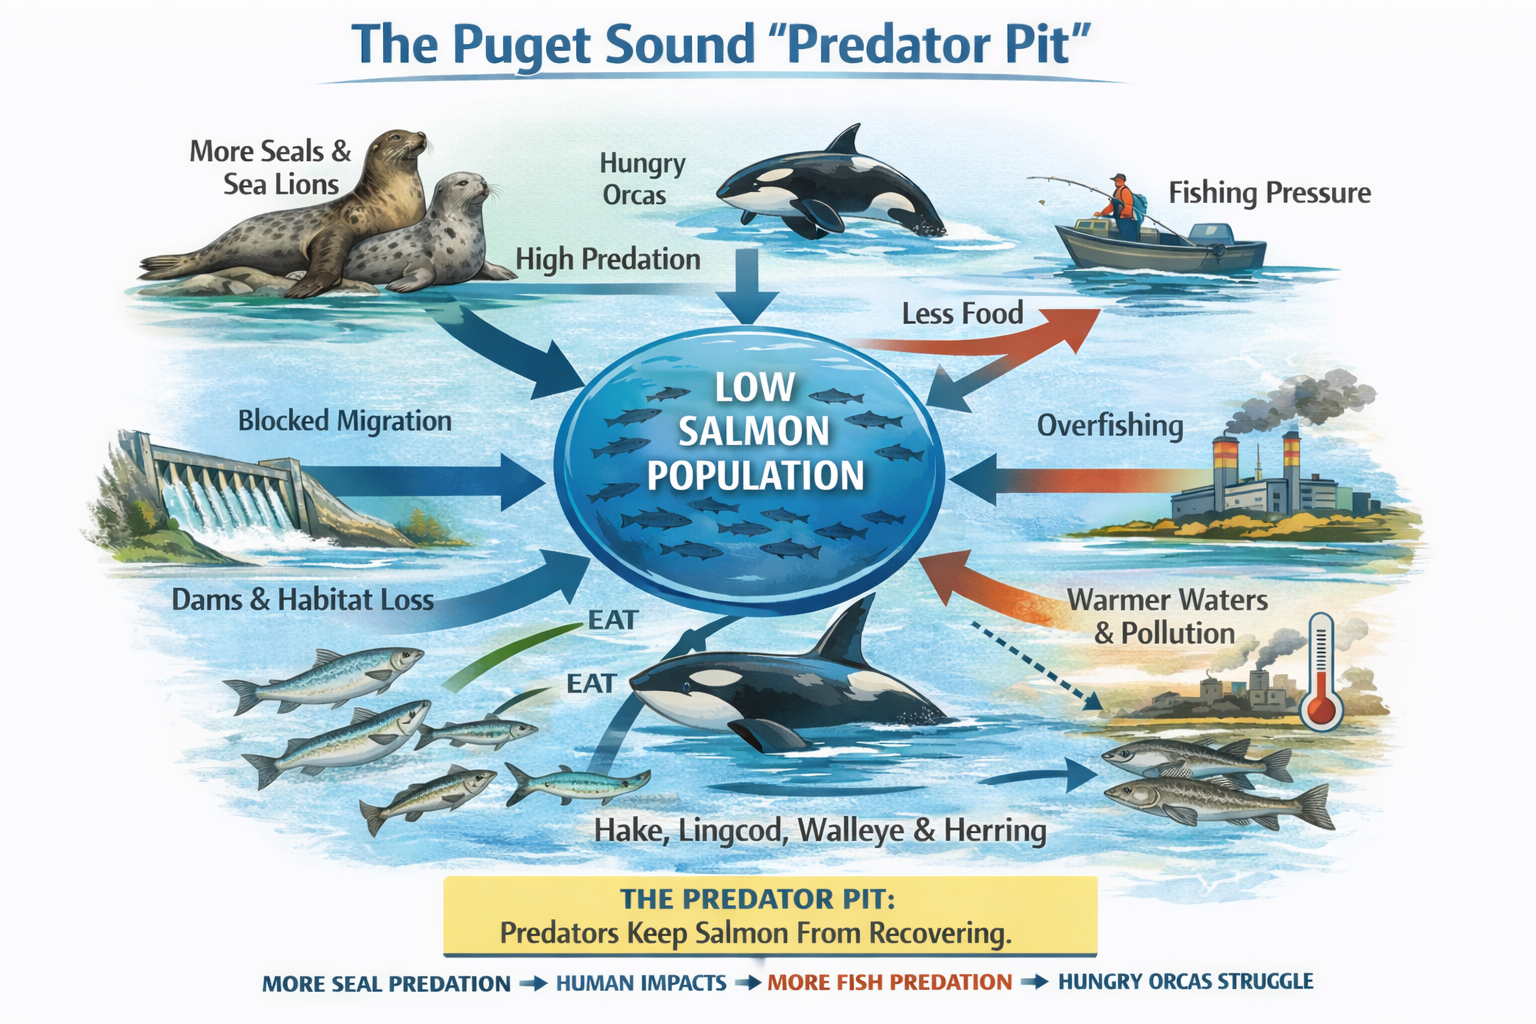 The Puget Sound “Predator Pit”
More Seals &
Sea Lions
Hungry
Orcas
Fishing Pressure
High Predation
Less Food
LOW
SALMON
POPULATION
Blocked Migration
Overfishing
Dams & Habitat Loss
Warmer Waters
& Pollution
EAT
EAT
Hake, Lingcod, Walleye & Herring
THE PREDATOR PIT:
Predators Keep Salmon From Recovering.
MORE SEAL PREDATION → HUMAN IMPACTS → MORE FISH PREDATION → HUNGRY ORCAS STRUGGLE